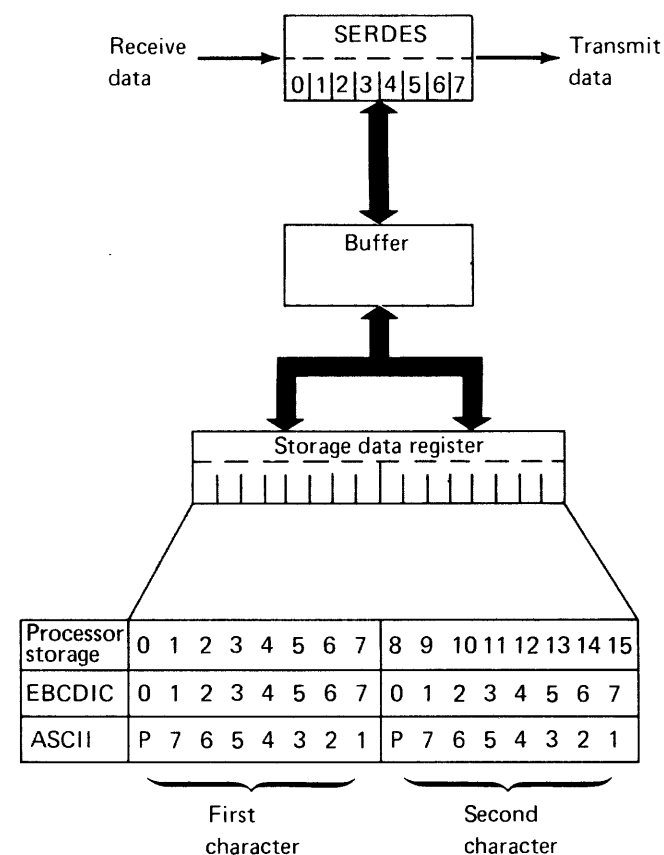 SERDES
Receive data
Transmit data
0 1 2 3 4 5 6 7
Buffer
Storage data register
Processor storage 0 1 2 3 4 5 6 7 8 9 10 11 12 13 14 15
EBCDIC 0 1 2 3 4 5 6 7 0 1 2 3 4 5 6 7
ASCII P 7 6 5 4 3 2 1 P 7 6 5 4 3 2 1
First character
Second character